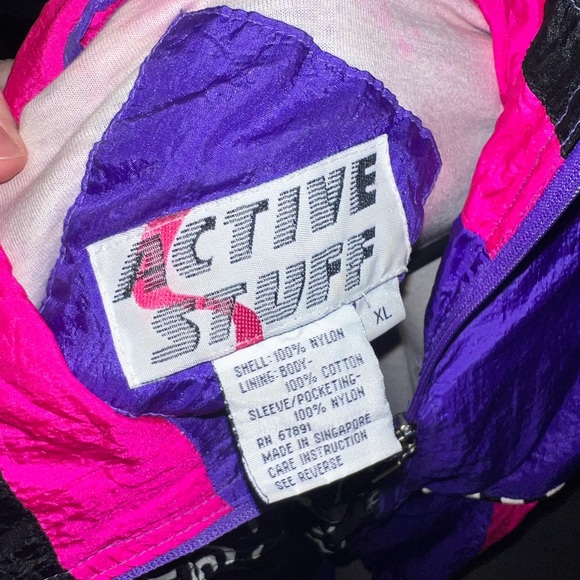 ACTIVE
STUFF
XL
SHELL: 100% NYLON
LINING: BODY-
100% COTTON
SLEEVE/POCKETING-
100% NYLON
RN 67891
MADE IN SINGAPORE
CARE INSTRUCTION
SEE REVERSE